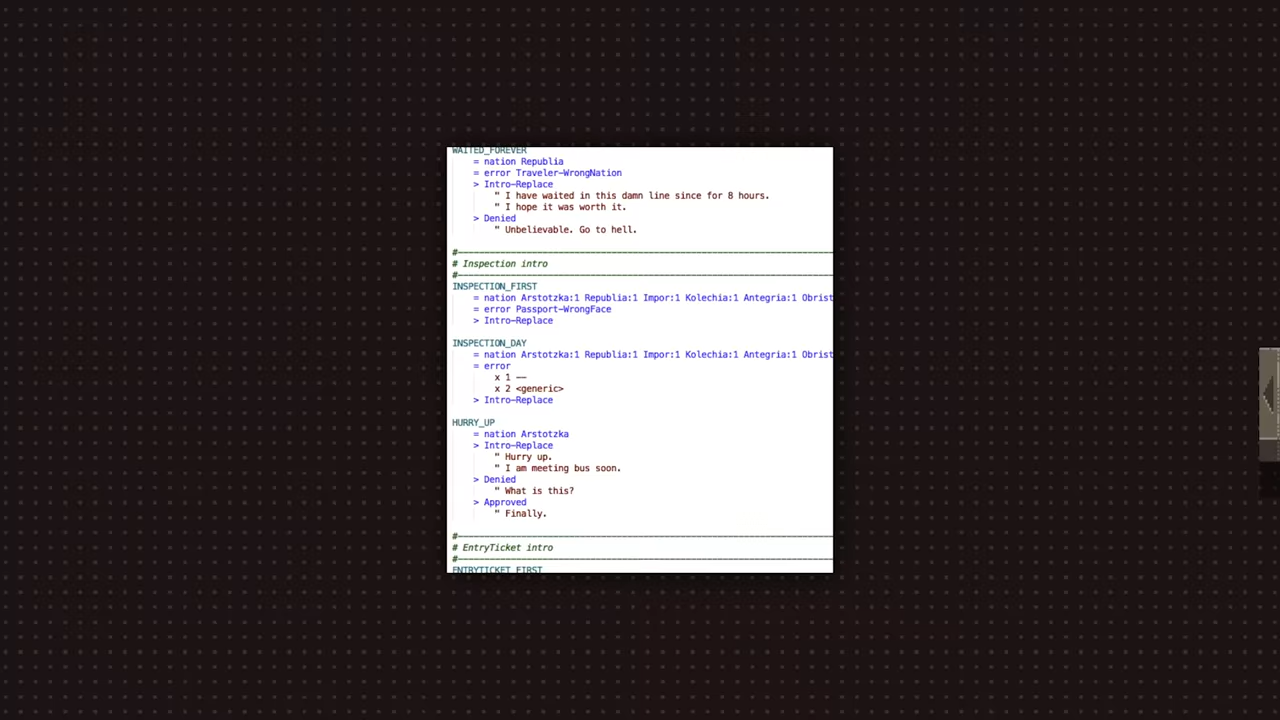 WAITED_FOREVER
= nation Republia
= error Traveler-WrongNation
> Intro-Replace
" I have waited in this damn line since for 8 hours.
" I hope it was worth it.
> Denied
" Unbelievable. Go to hell.
#
# Inspection intro
#
INSPECTION_FIRST
= nation Arstotzka:1 Republia:1 Impor:1 Kolechia:1 Antegria:1 Obrist
= error Passport-WrongFace
> Intro-Replace
INSPECTION_DAY
= nation Arstotzka:1 Republia:1 Impor:1 Kolechia:1 Antegria:1 Obrist
= error
x 1 --
x 2 <generic>
> Intro-Replace
HURRY_UP
= nation Arstotzka
> Intro-Replace
" Hurry up.
" I am meeting bus soon.
> Denied
" What is this?
> Approved
" Finally.
#
# EntryTicket intro
#
ENTRYTICKET_FIRST